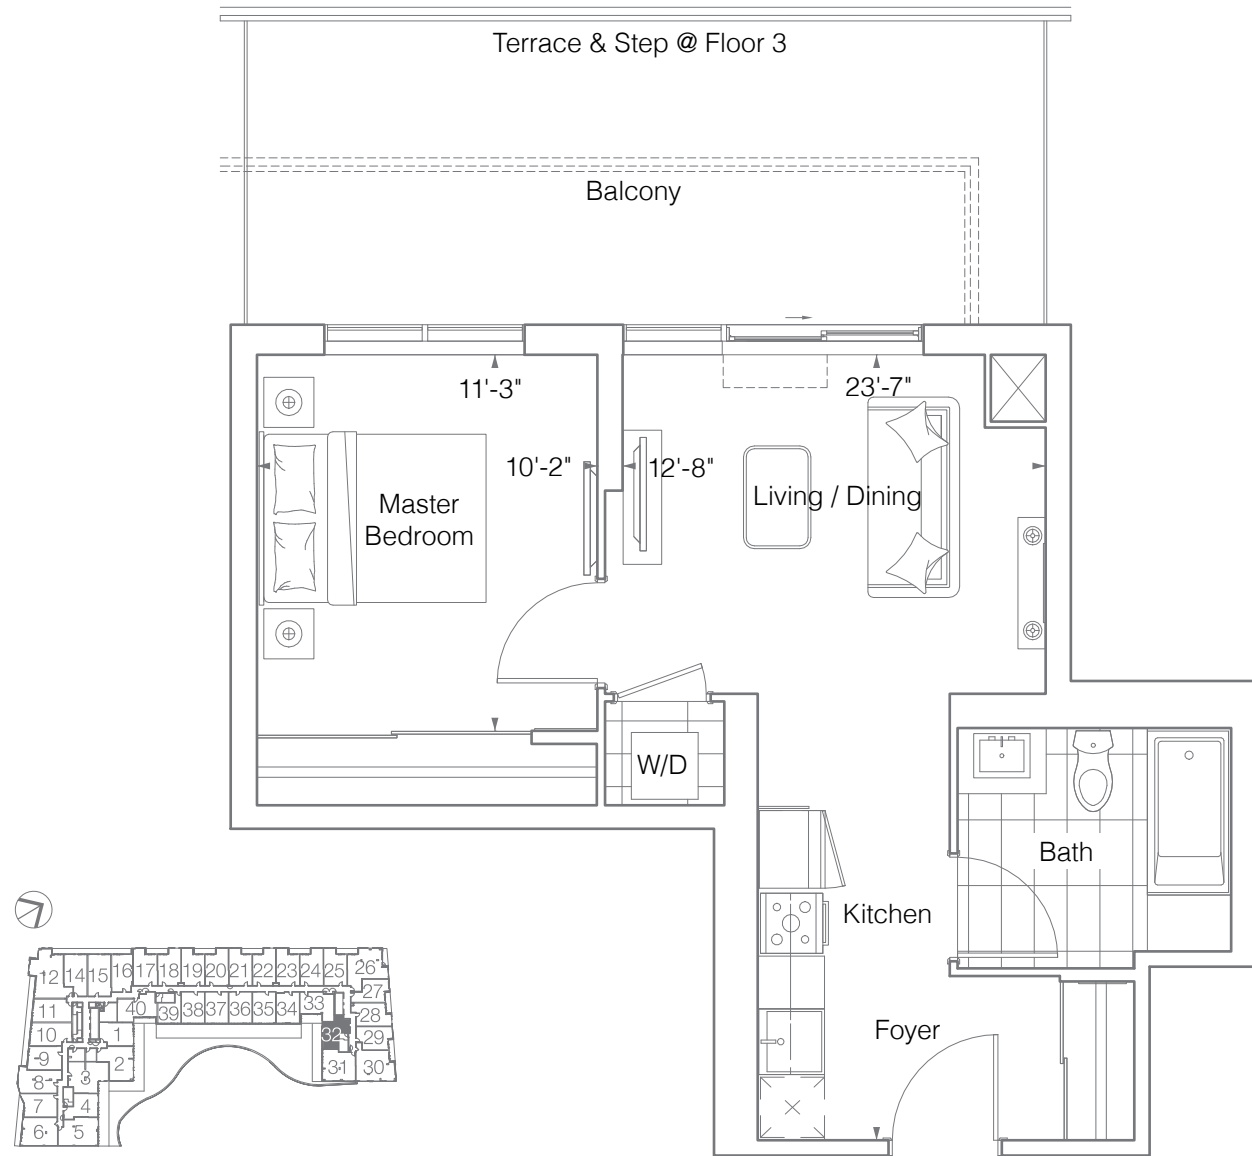 Terrace & Step @ Floor 3
Balcony
11'-3"
23'-7"
10'-2"
12'-8"
Master
Bedroom
Living / Dining
W/D
Bath
Kitchen
Foyer
12 14 15 16 17 18 19 20 21 22 23 24 25 26
27
11 40 39 38 37 36 35 34 33 28
10 1 32 29
9 2 31 30
8 3
7 4
6 5